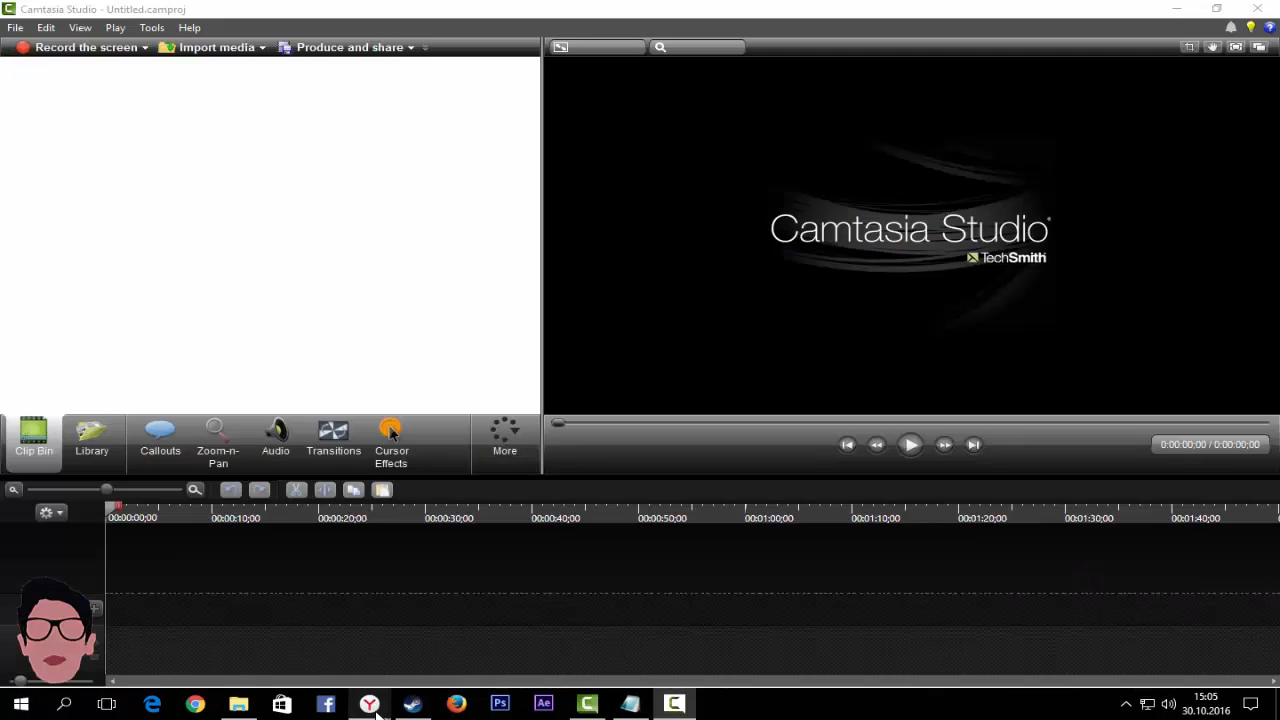 Camtasia Studio - Untitled.camproj
File Edit View Play Tools Help
Record the screen Import media Produce and share
Camtasia Studio®
TechSmith
Clip Bin Library Callouts Zoom-n-Pan Audio Transitions Cursor Effects More
0:00:00;00 / 0:00:00;00
00:00:00;00 00:00:10;00 00:00:20;00 00:00:30;00 00:00:40;00 00:00:50;00 00:01:00;00 00:01:10;00 00:01:20;00 00:01:30;00 00:01:40;00
Ps Ae
15:05
30.10.2016